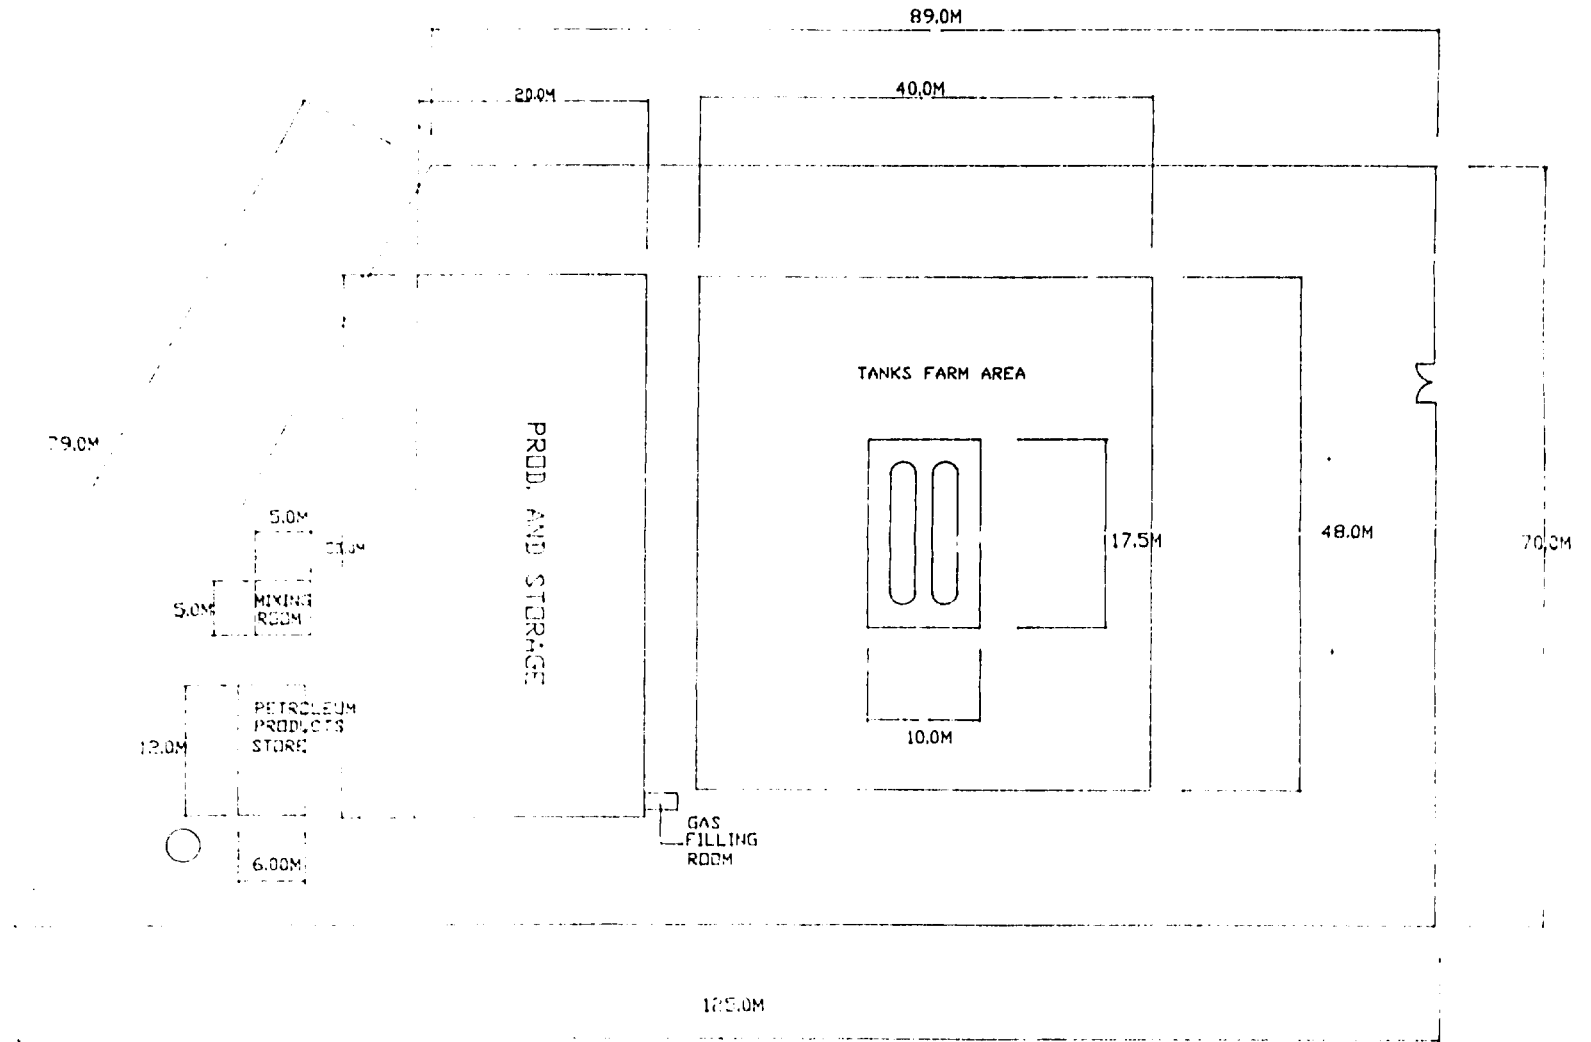 89.0M
20.0M
40.0M
TANKS FARM AREA
79.0M
PROD. AND STORAGE
5.0M
17.5M
48.0M
70.0M
5.0M
MIXING
ROOM
PETROLEUM
PRODUCTS
STORE
12.0M
10.0M
GAS
FILLING
ROOM
6.00M
125.0M